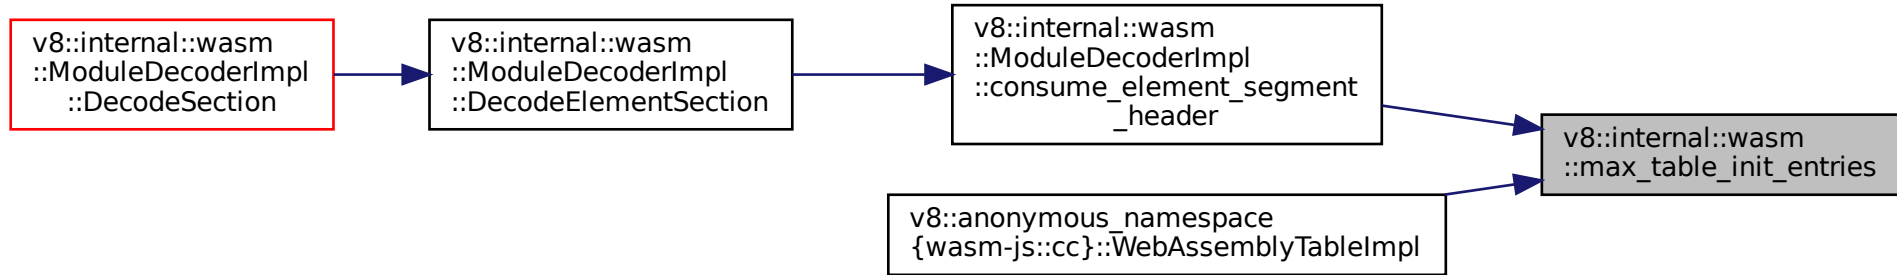 v8::internal::wasm
::ModuleDecoderImpl
::DecodeSection
v8::internal::wasm
::ModuleDecoderImpl
::DecodeElementSection
v8::internal::wasm
::ModuleDecoderImpl
::consume_element_segment
_header
v8::internal::wasm
::max_table_init_entries
v8::anonymous_namespace
{wasm-js::cc}::WebAssemblyTableImpl